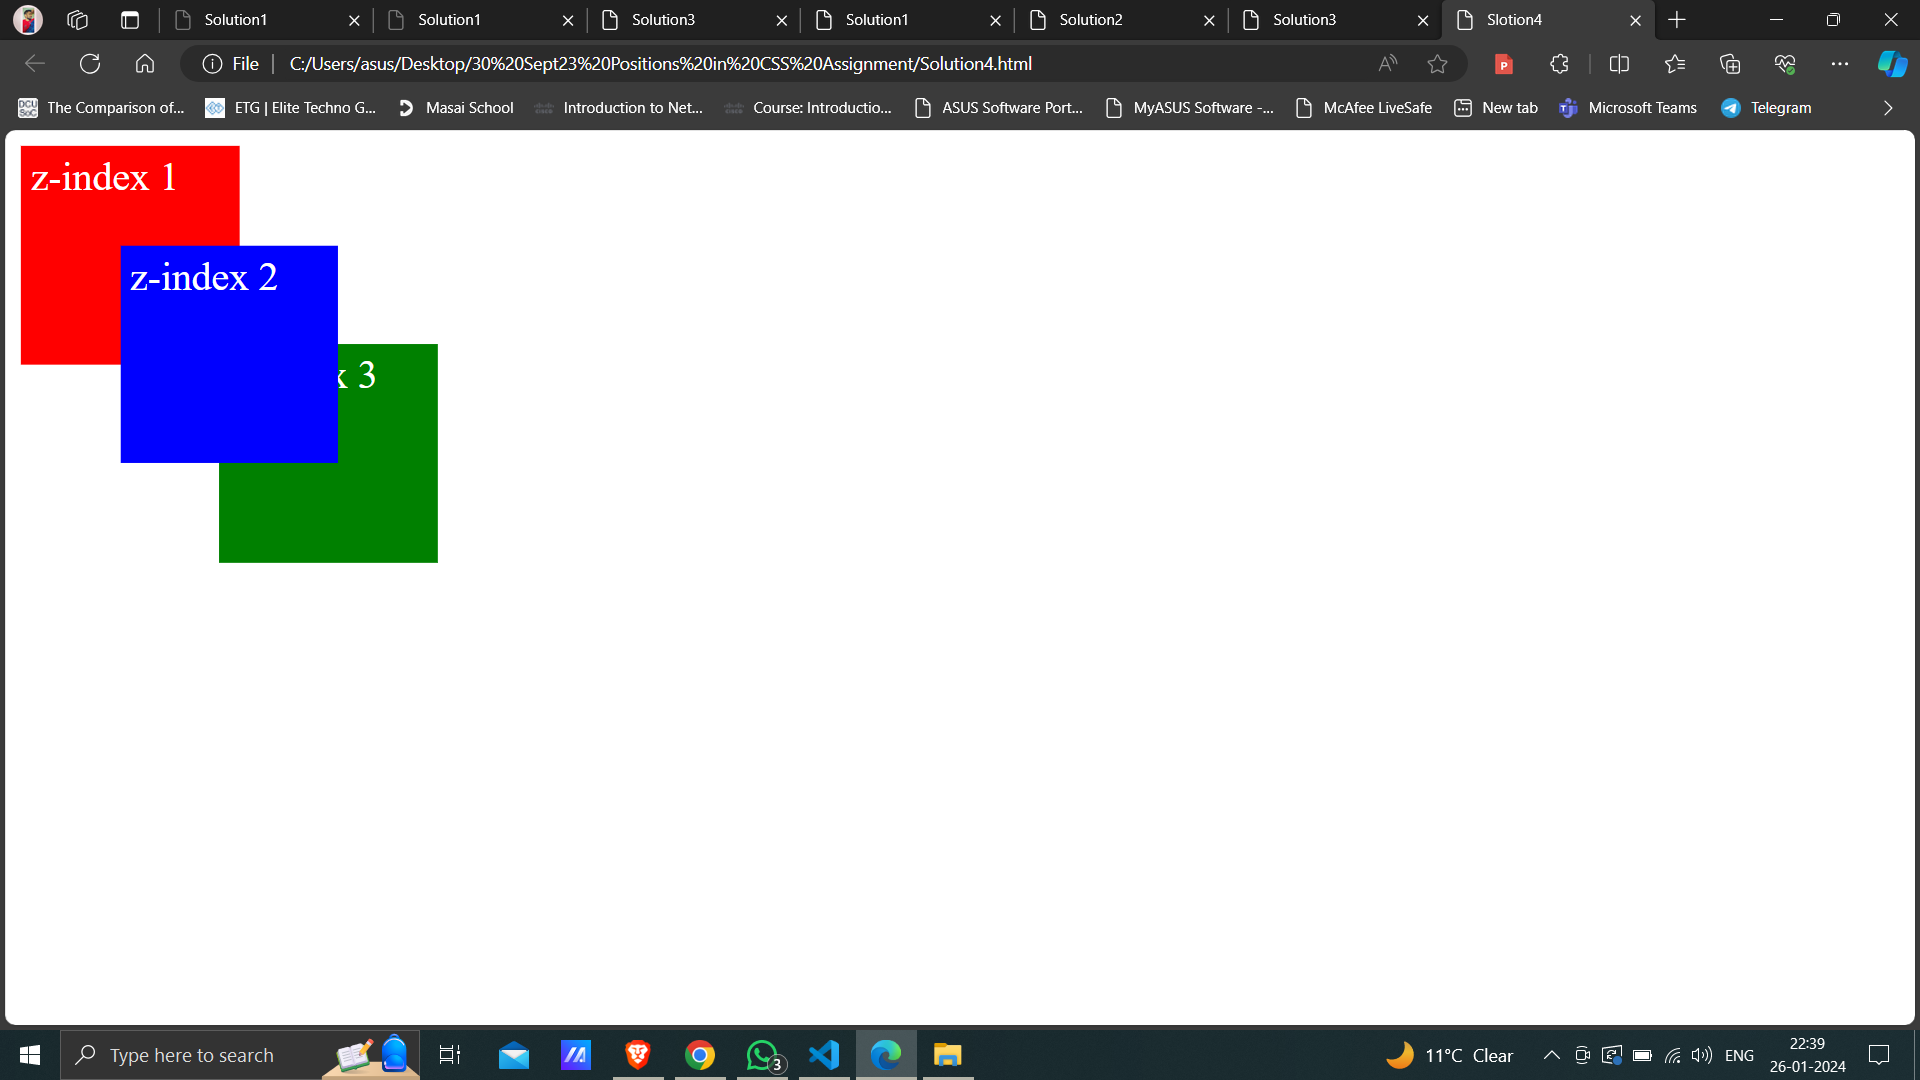 Solution1
Solution1
Solution3
Solution1
Solution2
Solution3
Slotion4
File C:/Users/asus/Desktop/30%20Sept23%20Positions%20in%20CSS%20Assignment/Solution4.html
The Comparison of...
ETG | Elite Techno G...
Masai School
Introduction to Net...
Course: Introductio...
ASUS Software Port...
MyASUS Software -...
McAfee LiveSafe
New tab
Microsoft Teams
Telegram
z-index 1
z-index 2
x 3
Type here to search
3
11°C Clear
ENG
22:39
26-01-2024